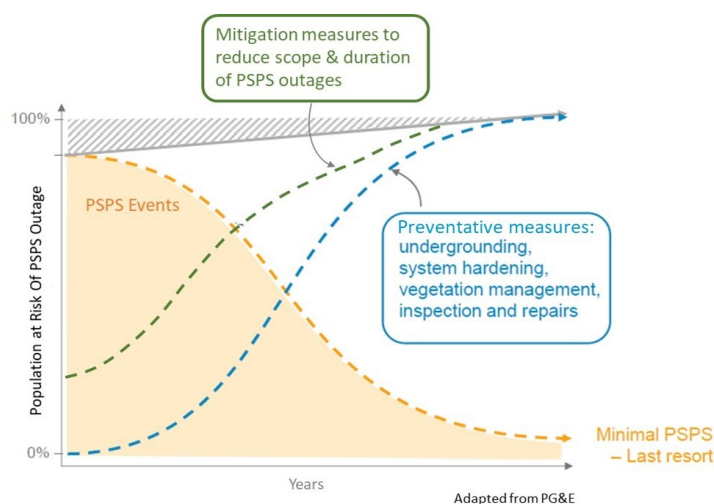 Mitigation measures to
reduce scope & duration
of PSPS outages
100%
PSPS Events
Preventative measures:
undergrounding,
system hardening,
vegetation management,
inspection and repairs
Population at Risk Of PSPS Outage
0%
Minimal PSPS
– Last resort
Years
Adapted from PG&E